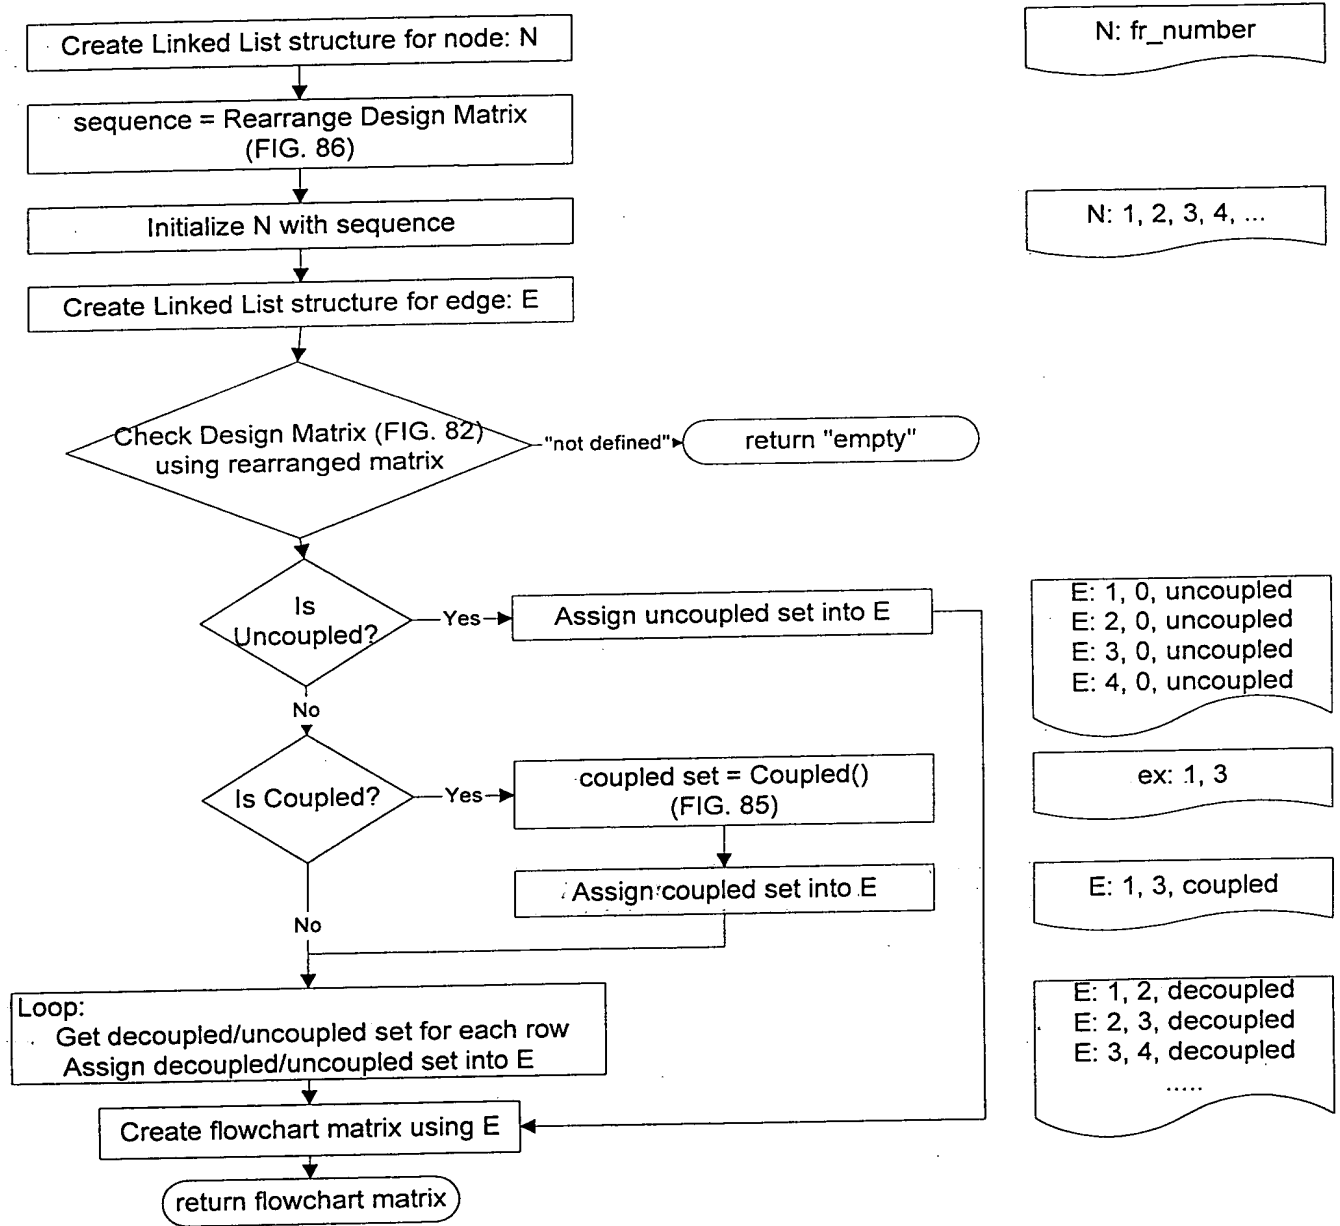 Create Linked List structure for node: N
N: fr_number
sequence = Rearrange Design Matrix
(FIG. 86)
Initialize N with sequence
N: 1, 2, 3, 4, ...
Create Linked List structure for edge: E
Check Design Matrix (FIG. 82)
using rearranged matrix
"not defined"
return "empty"
Is
Uncoupled?
Yes
Assign uncoupled set into E
E: 1, 0, uncoupled
E: 2, 0, uncoupled
E: 3, 0, uncoupled
E: 4, 0, uncoupled
No
Is Coupled?
Yes
coupled set = Coupled()
(FIG. 85)
ex: 1, 3
Assign coupled set into E
E: 1, 3, coupled
No
Loop:
Get decoupled/uncoupled set for each row
Assign decoupled/uncoupled set into E
E: 1, 2, decoupled
E: 2, 3, decoupled
E: 3, 4, decoupled
.....
Create flowchart matrix using E
return flowchart matrix